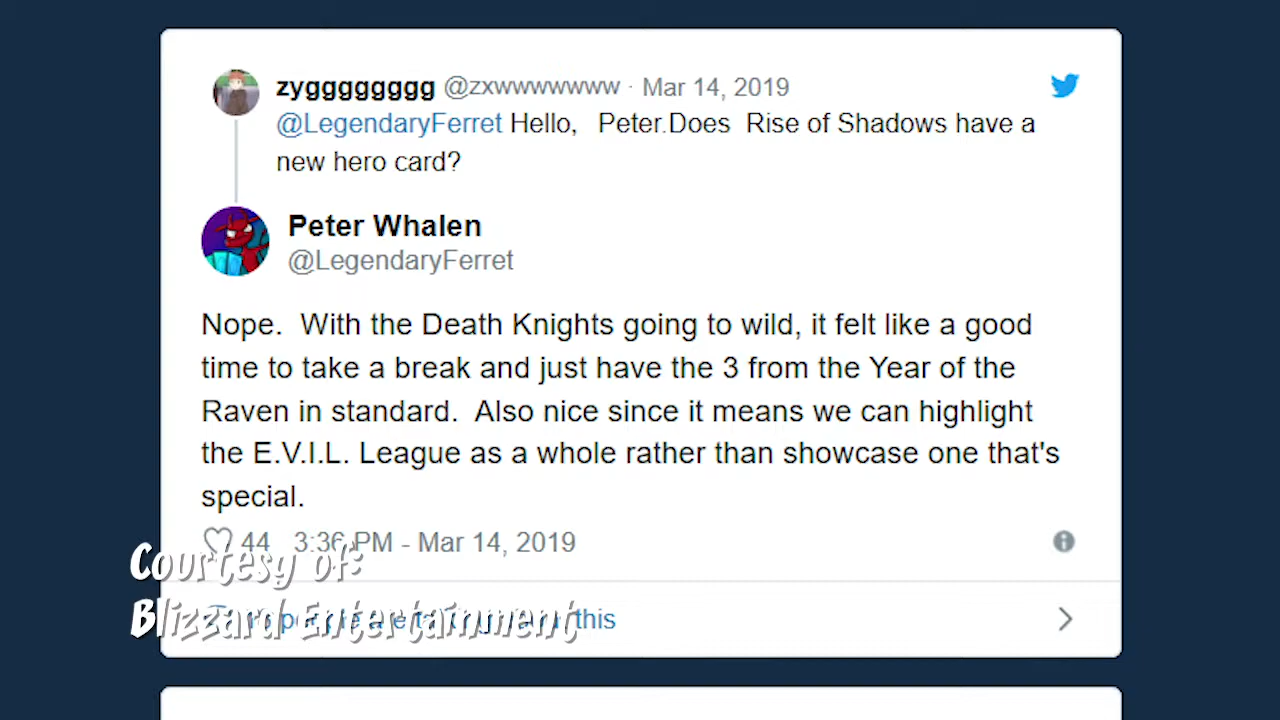 zyggggggggg @zxwwwwwww · Mar 14, 2019
@LegendaryFerret Hello, Peter.Does Rise of Shadows have a
new hero card?
Peter Whalen
@LegendaryFerret
Nope. With the Death Knights going to wild, it felt like a good
time to take a break and just have the 3 from the Year of the
Raven in standard. Also nice since it means we can highlight
the E.V.I.L. League as a whole rather than showcase one that's
special.
44 3:36 PM - Mar 14, 2019
Courtesy of:
Blizzard Entertainment
this